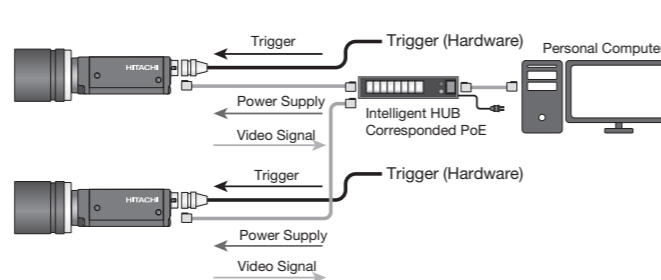 Trigger
Trigger (Hardware)
Personal Computer
HITACHI
Power Supply
Intelligent HUB
Corresponded PoE
Video Signal
Trigger
Trigger (Hardware)
HITACHI
Power Supply
Video Signal